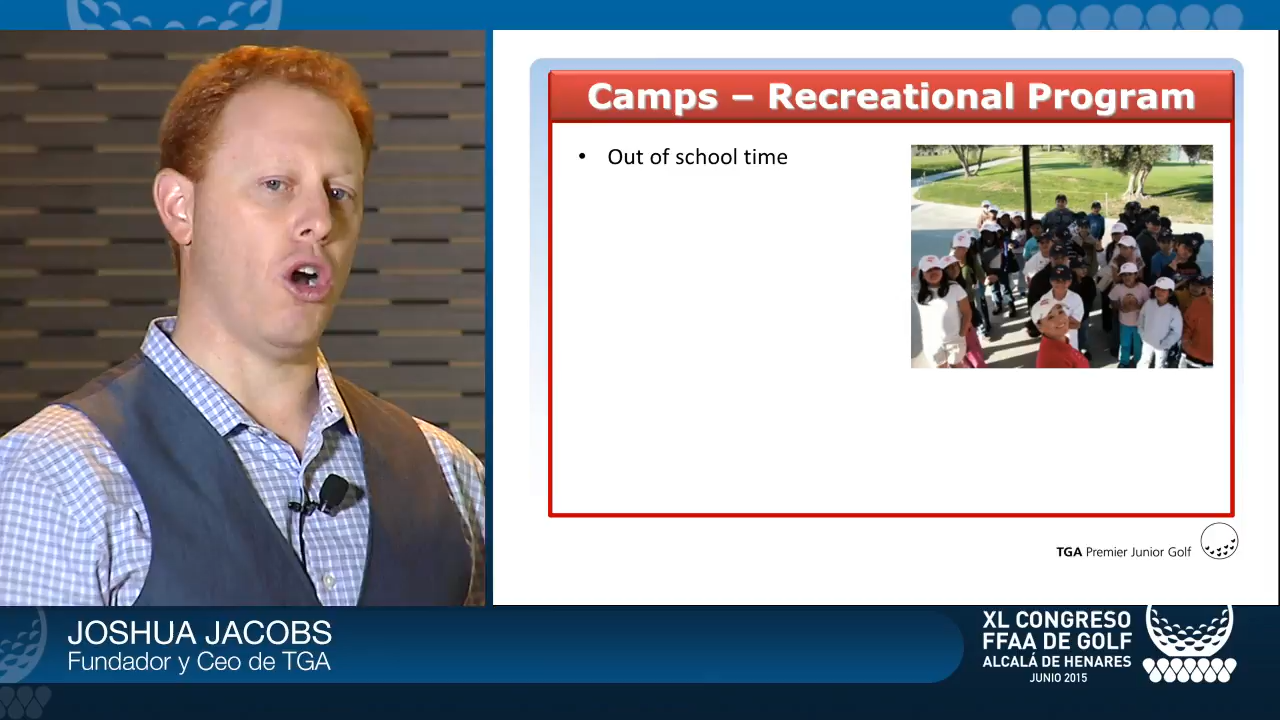 Camps – Recreational Program
• Out of school time
TGA Premier Junior Golf
JOSHUA JACOBS
Fundador y Ceo de TGA
XL CONGRESO
FFAA DE GOLF
ALCALÁ DE HENARES
JUNIO 2015